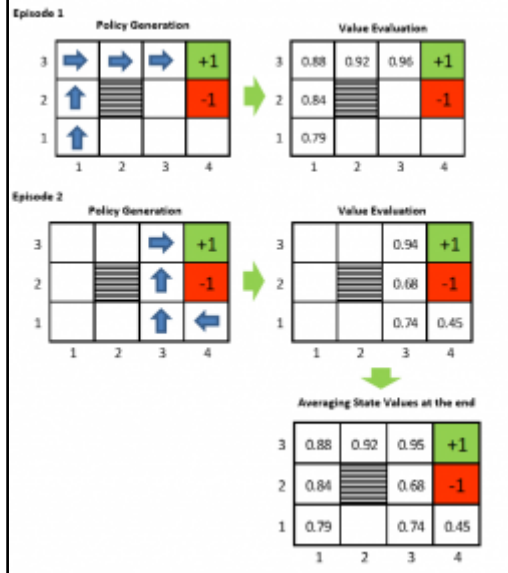 Episode 1
Policy Generation
Value Evaluation
3 +1
2 -1
1
1 2 3 4
3 0.88 0.92 0.96 +1
2 0.84 -1
1 0.79
1 2 3 4
Episode 2
Policy Generation
Value Evaluation
3 +1
2 -1
1
1 2 3 4
3 0.94 +1
2 0.68 -1
1 0.74 0.45
1 2 3 4
Averaging State Values at the end
3 0.88 0.92 0.95 +1
2 0.84 0.68 -1
1 0.79 0.74 0.45
1 2 3 4